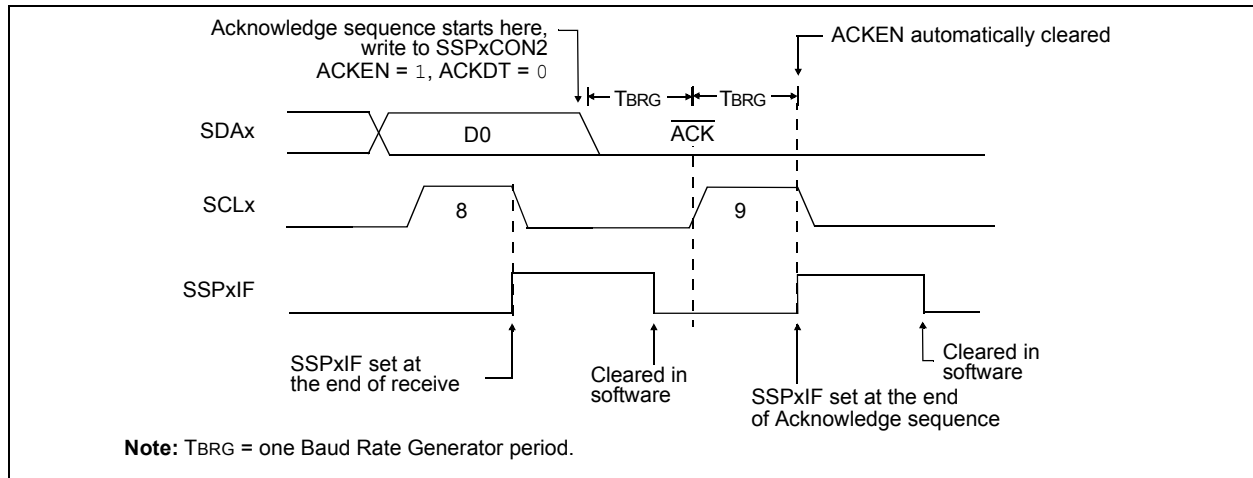 Acknowledge sequence starts here,
write to SSPxCON2
ACKEN = 1, ACKDT = 0
ACKEN automatically cleared
TBRG
TBRG
SDAx
D0
ACK
SCLx
8
9
SSPxIF
SSPxIF set at
the end of receive
Cleared in
software
SSPxIF set at the end
of Acknowledge sequence
Cleared in
software
Note: TBRG = one Baud Rate Generator period.